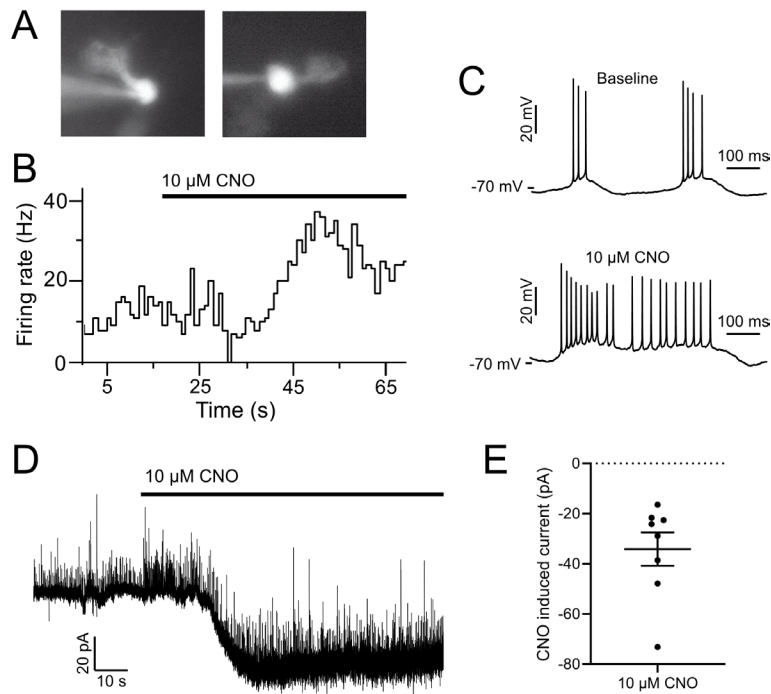 A
B
10 µM CNO
Firing rate (Hz)
40
20
0
5
25
45
65
Time (s)
C
Baseline
20 mV
100 ms
-70 mV
10 µM CNO
20 mV
100 ms
-70 mV
D
10 µM CNO
20 pA
10 s
E
CNO induced current (pA)
0
-20
-40
-60
-80
10 µM CNO